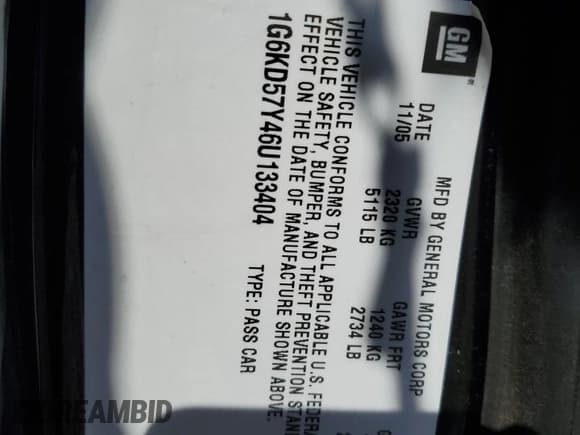 GM®
MFD BY GENERAL MOTORS CORP
DATE GVWR GAWR FRT
11/05 2320 KG 1240 KG
5115 LB 2734 LB
THIS VEHICLE CONFORMS TO ALL APPLICABLE U.S. FEDERA
VEHICLE SAFETY, BUMPER, AND THEFT PREVENTION STAN
EFFECT ON THE DATE OF MANUFACTURE SHOWN ABOVE.
1G6KD57Y46U133404 TYPE: PASS CAR